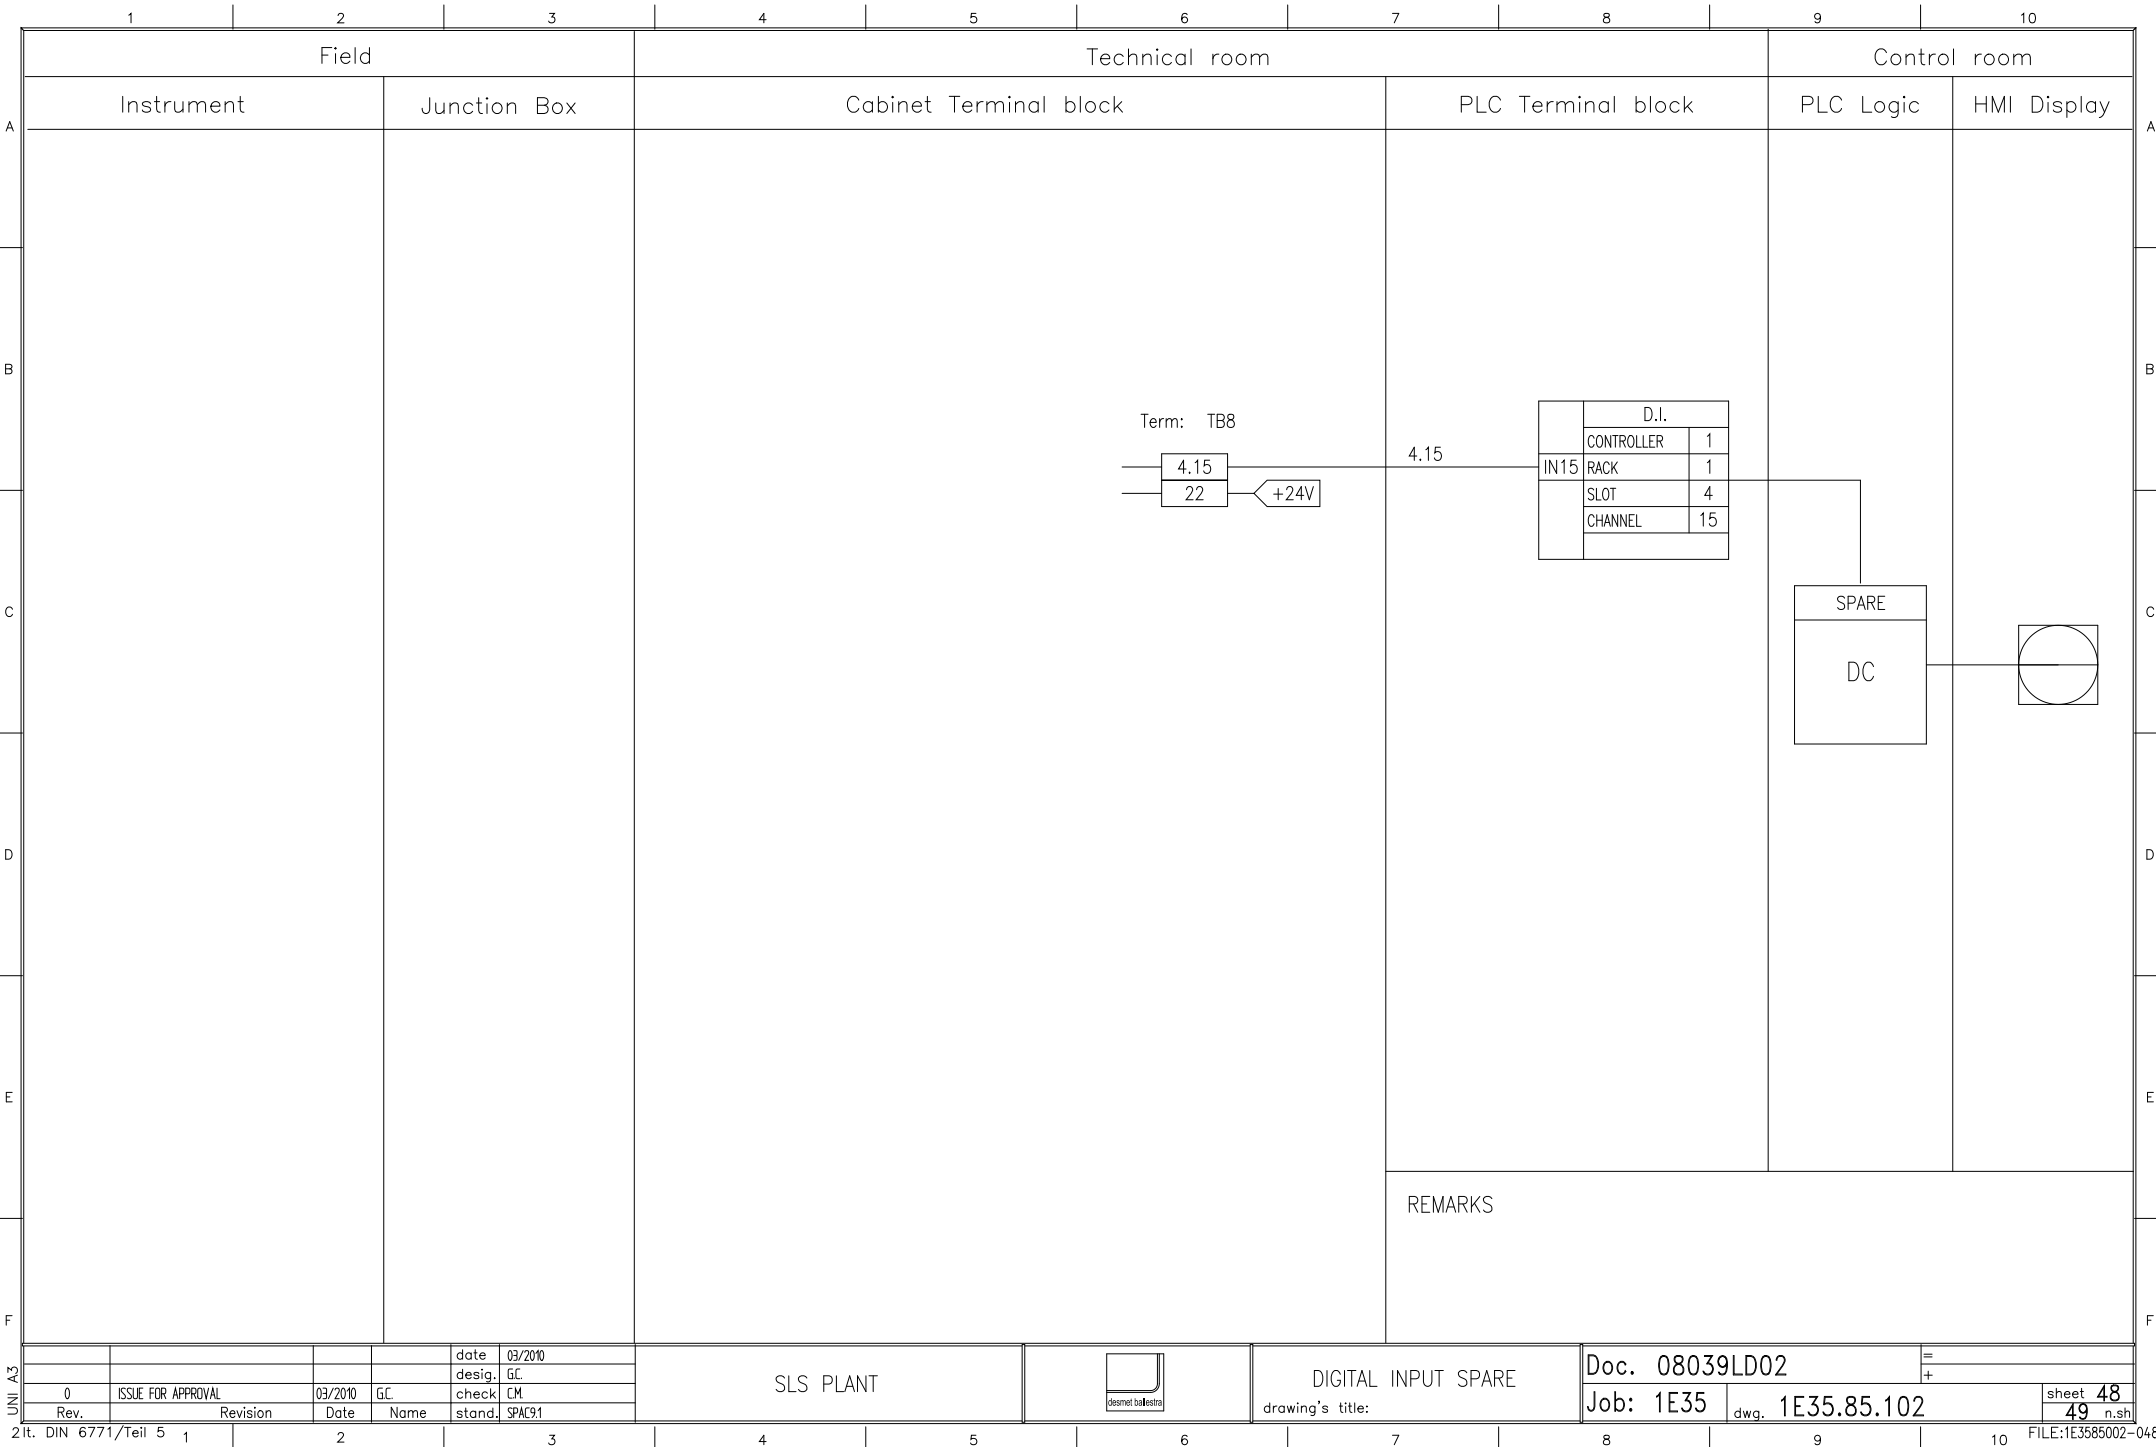 1 2 3 4 5 6 7 8 9 10
Field Technical room Control room
Instrument Junction Box Cabinet Terminal block PLC Terminal block PLC Logic HMI Display
A A
B B
Term: TB8
D.I.
CONTROLLER 1
4.15 4.15 IN15 RACK 1
22 +24V SLOT 4
CHANNEL 15
C SPARE C
DC
D D
E E
REMARKS
F F
UNI A3
date 03/2010
desig. G.C.
0 ISSUE FOR APPROVAL 03/2010 G.C. check C.M.
Rev. Revision Date Name stand. SPAC9.1
SLS PLANT
desmet ballestra
DIGITAL INPUT SPARE
drawing's title:
Doc. 08039LD02
=
+
Job: 1E35 dwg. 1E35.85.102
sheet 48
49 n.sh
2lt. DIN 6771/Teil 5 1 2 3 4 5 6 7 8 9 10 FILE:1E3585002-048